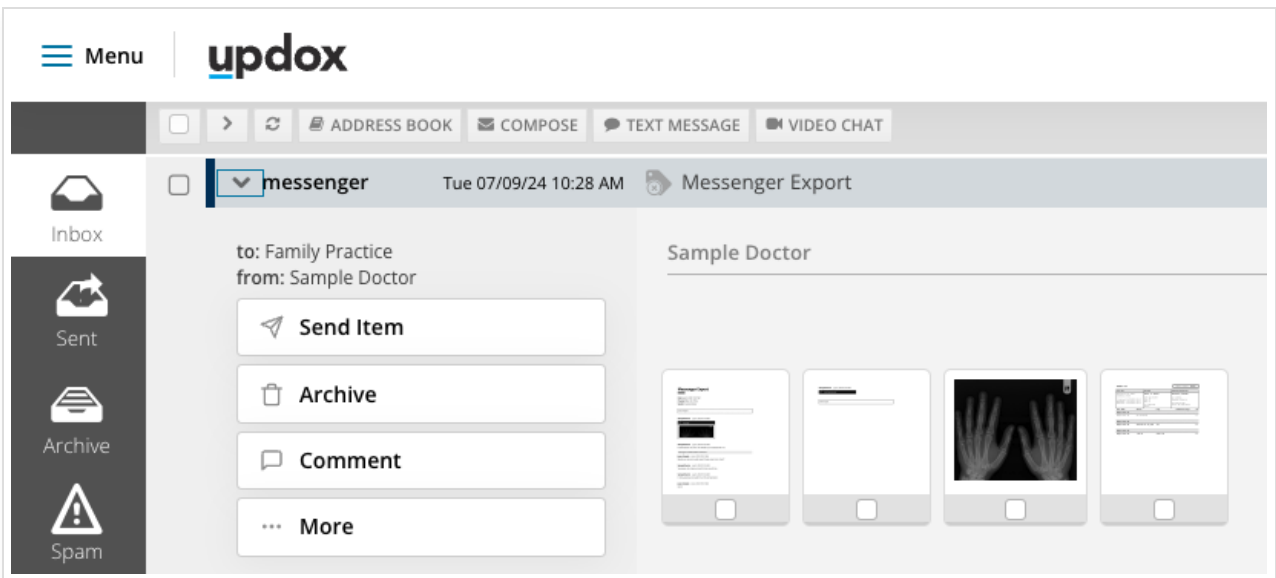 Menu
updox
ADDRESS BOOK COMPOSE TEXT MESSAGE VIDEO CHAT
messenger Tue 07/09/24 10:28 AM Messenger Export
Inbox
to: Family Practice
from: Sample Doctor
Sample Doctor
Send Item
Sent
Archive
Archive
Comment
More
Spam